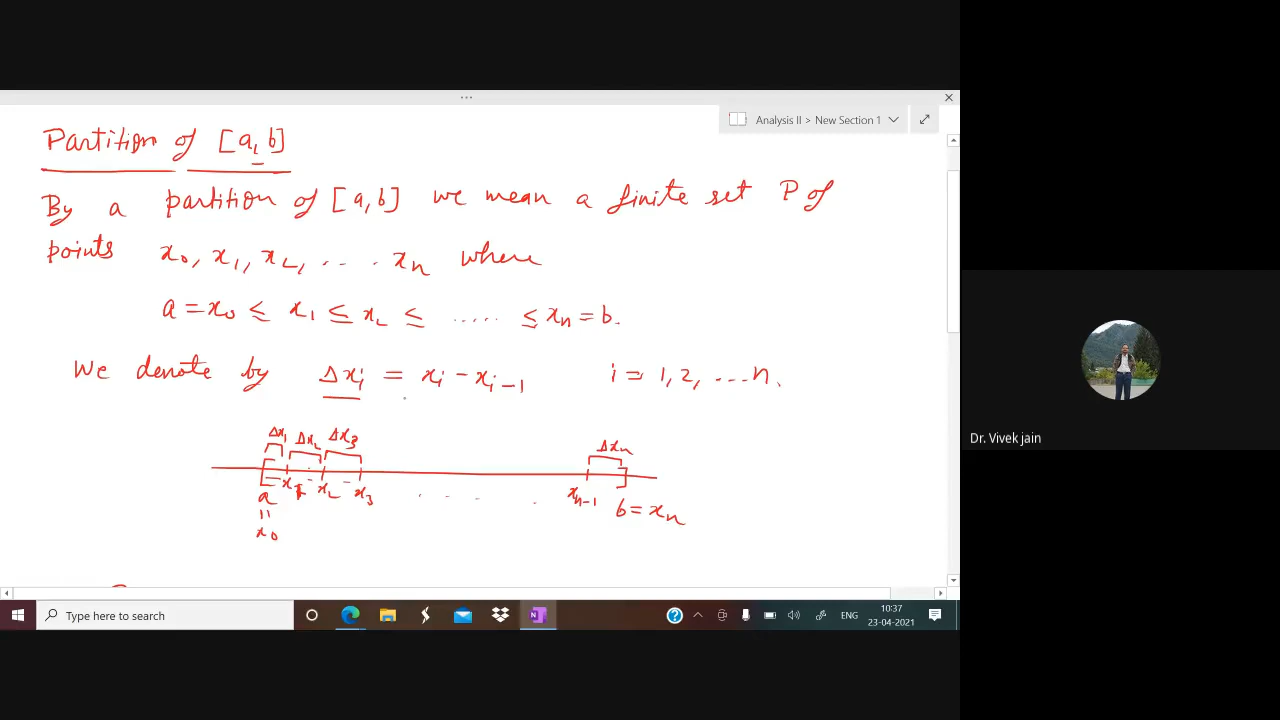 Analysis II > New Section 1
Partition of [a, b]
By a partition of [a, b] we mean a finite set P of
points x₀, x₁, x₂, ... . xₙ where
a = x₀ ≤ x₁ ≤ x₂ ≤ ..... ≤ xₙ = b.
We denote by Δxᵢ = xᵢ - xᵢ₋₁ i = 1, 2, ...n.
Δx₁ Δx₂ Δx₃ Δxₙ
a x₁ x₂ x₃ . . . . xₙ₋₁ b = xₙ
||
x₀
Dr. Vivek jain
Type here to search
ENG
10:37
23-04-2021